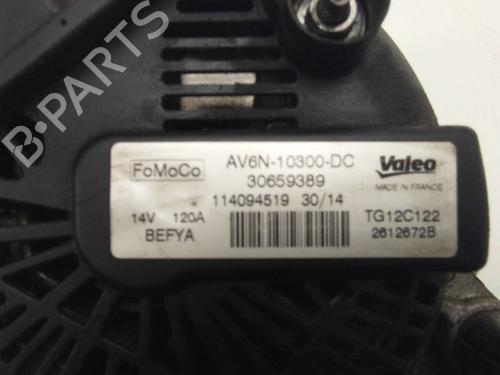 B-PARTS
FoMoCo
AV6N-10300-DC
30659389
114094519 30/14
14V 120A
BEFYA
Valeo
MADE IN FRANCE
TG12C122
2612672B